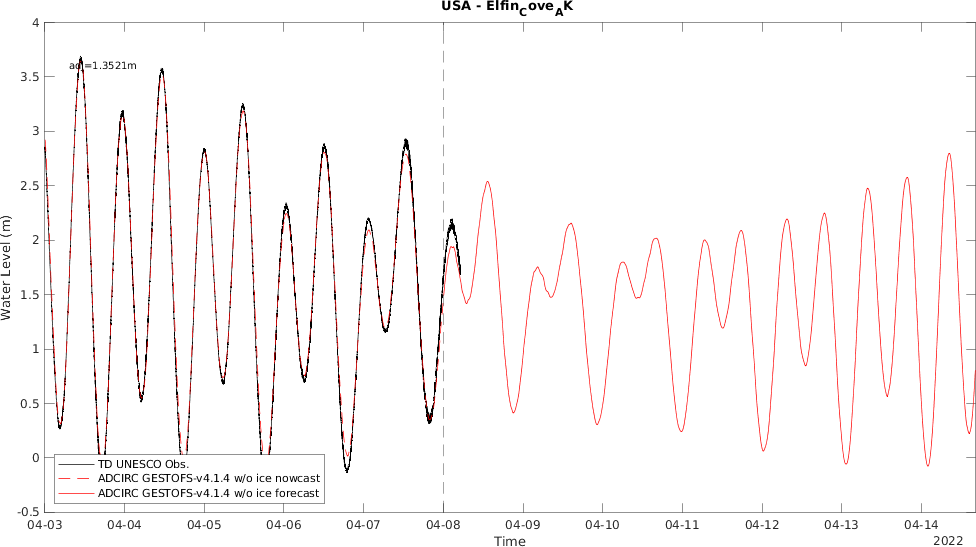 USA - ElfinCoveAK
4
3.5
3
2.5
2
1.5
1
0.5
0
-0.5
Water Level (m)
=1.3521m
TD UNESCO Obs.
ADCIRC GESTOFS-v4.1.4 w/o ice nowcast
ADCIRC GESTOFS-v4.1.4 w/o ice forecast
04-03 04-04 04-05 04-06 04-07 04-08 04-09 04-10 04-11 04-12 04-13 04-14
Time
2022